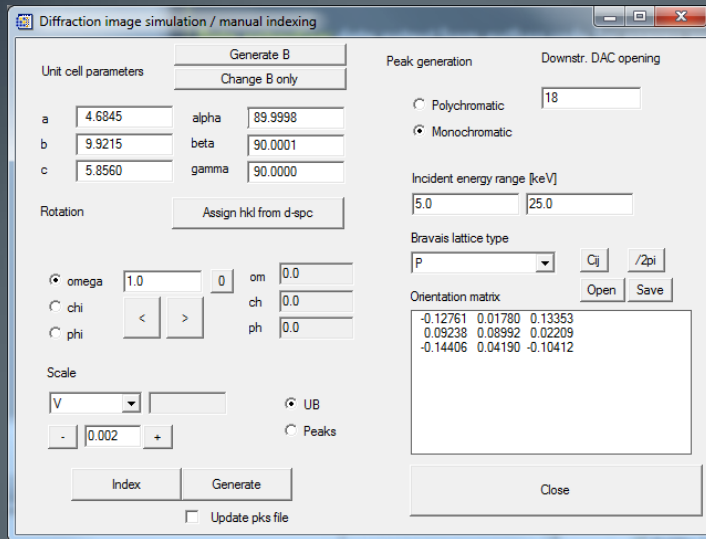 Diffraction image simulation / manual indexing
Unit cell parameters
Generate B
Change B only
a 4.6845 alpha 89.9998
b 9.9215 beta 90.0001
c 5.8560 gamma 90.0000
Rotation
Assign hkl from d-spc
omega 1.0 0 om 0.0
chi < > ch 0.0
phi ph 0.0
Scale
V
- 0.002 +
UB
Peaks
Index Generate
Update pks file
Peak generation Downstr. DAC opening
Polychromatic 18
Monochromatic
Incident energy range [keV]
5.0 25.0
Bravais lattice type
P Cij /2pi
Open Save
Orientation matrix
-0.12761 0.01780 0.13353
0.09238 0.08992 0.02209
-0.14406 0.04190 -0.10412
Close